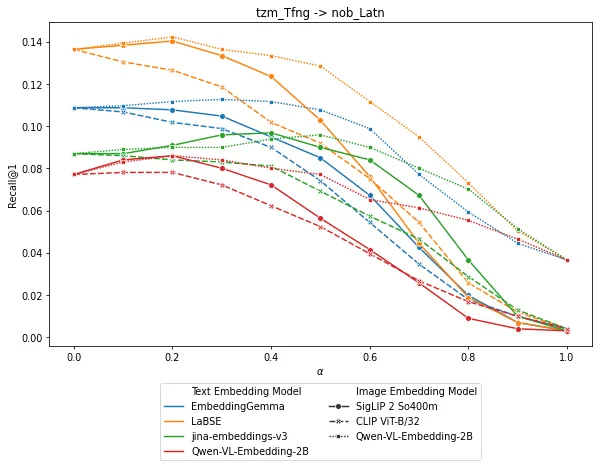 tzm_Tfng -> nob_Latn
Recall@1
0.14
0.12
0.10
0.08
0.06
0.04
0.02
0.00
0.0 0.2 0.4 0.6 0.8 1.0
α
Text Embedding Model
EmbeddingGemma
LaBSE
jina-embeddings-v3
Qwen-VL-Embedding-2B
Image Embedding Model
SigLIP 2 So400m
CLIP ViT-B/32
Qwen-VL-Embedding-2B